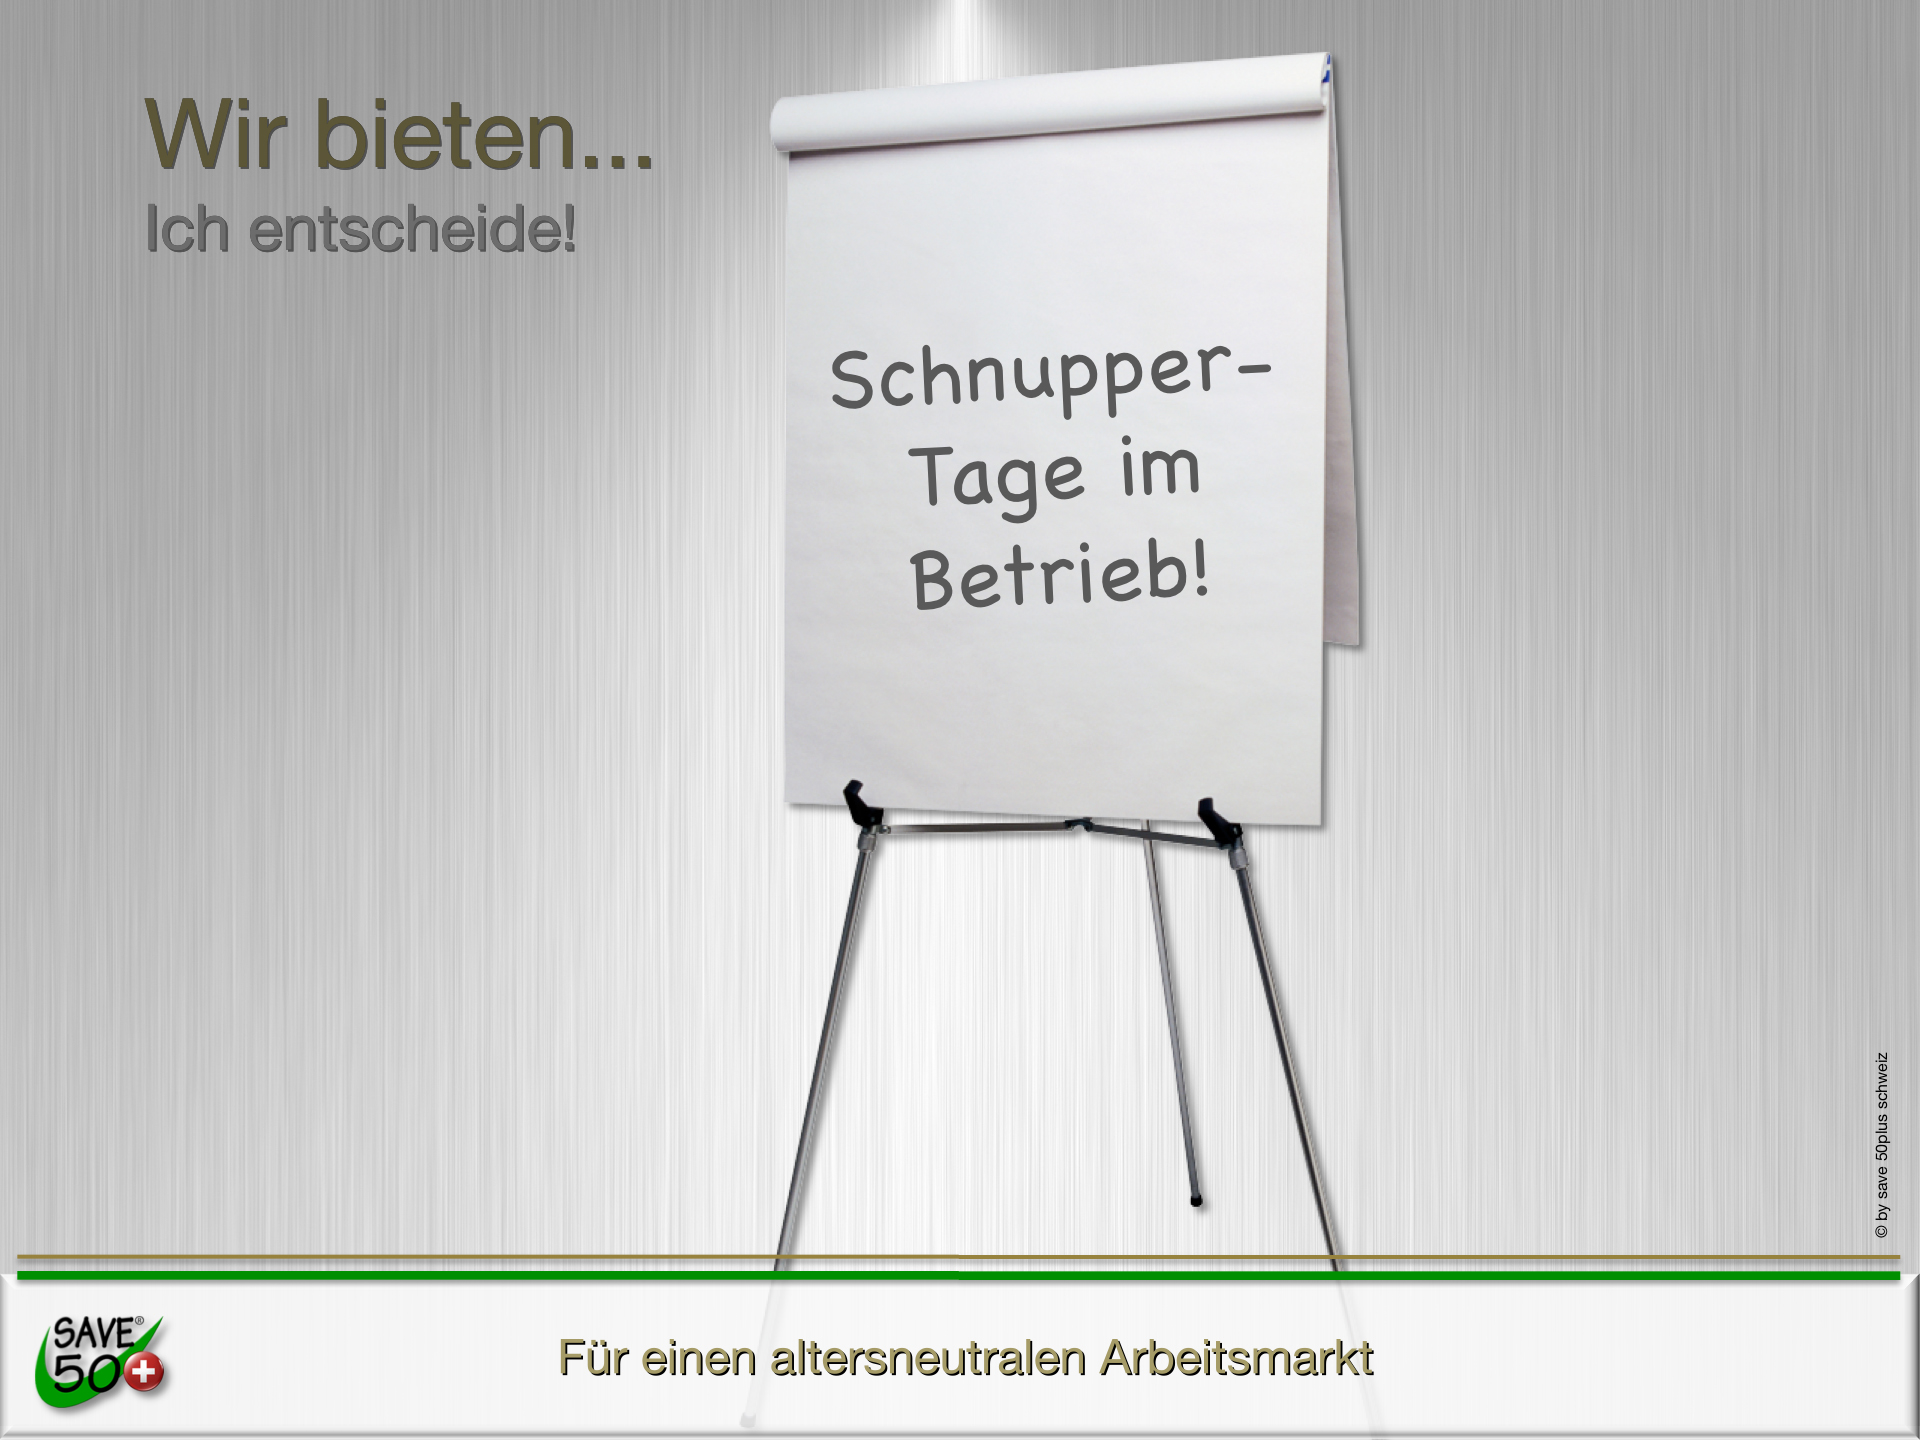 Wir bieten...
Ich entscheide!
Schnupper-
Tage im
Betrieb!
© by save 50plus schweiz
SAVE®
50+
Für einen altersneutralen Arbeitsmarkt